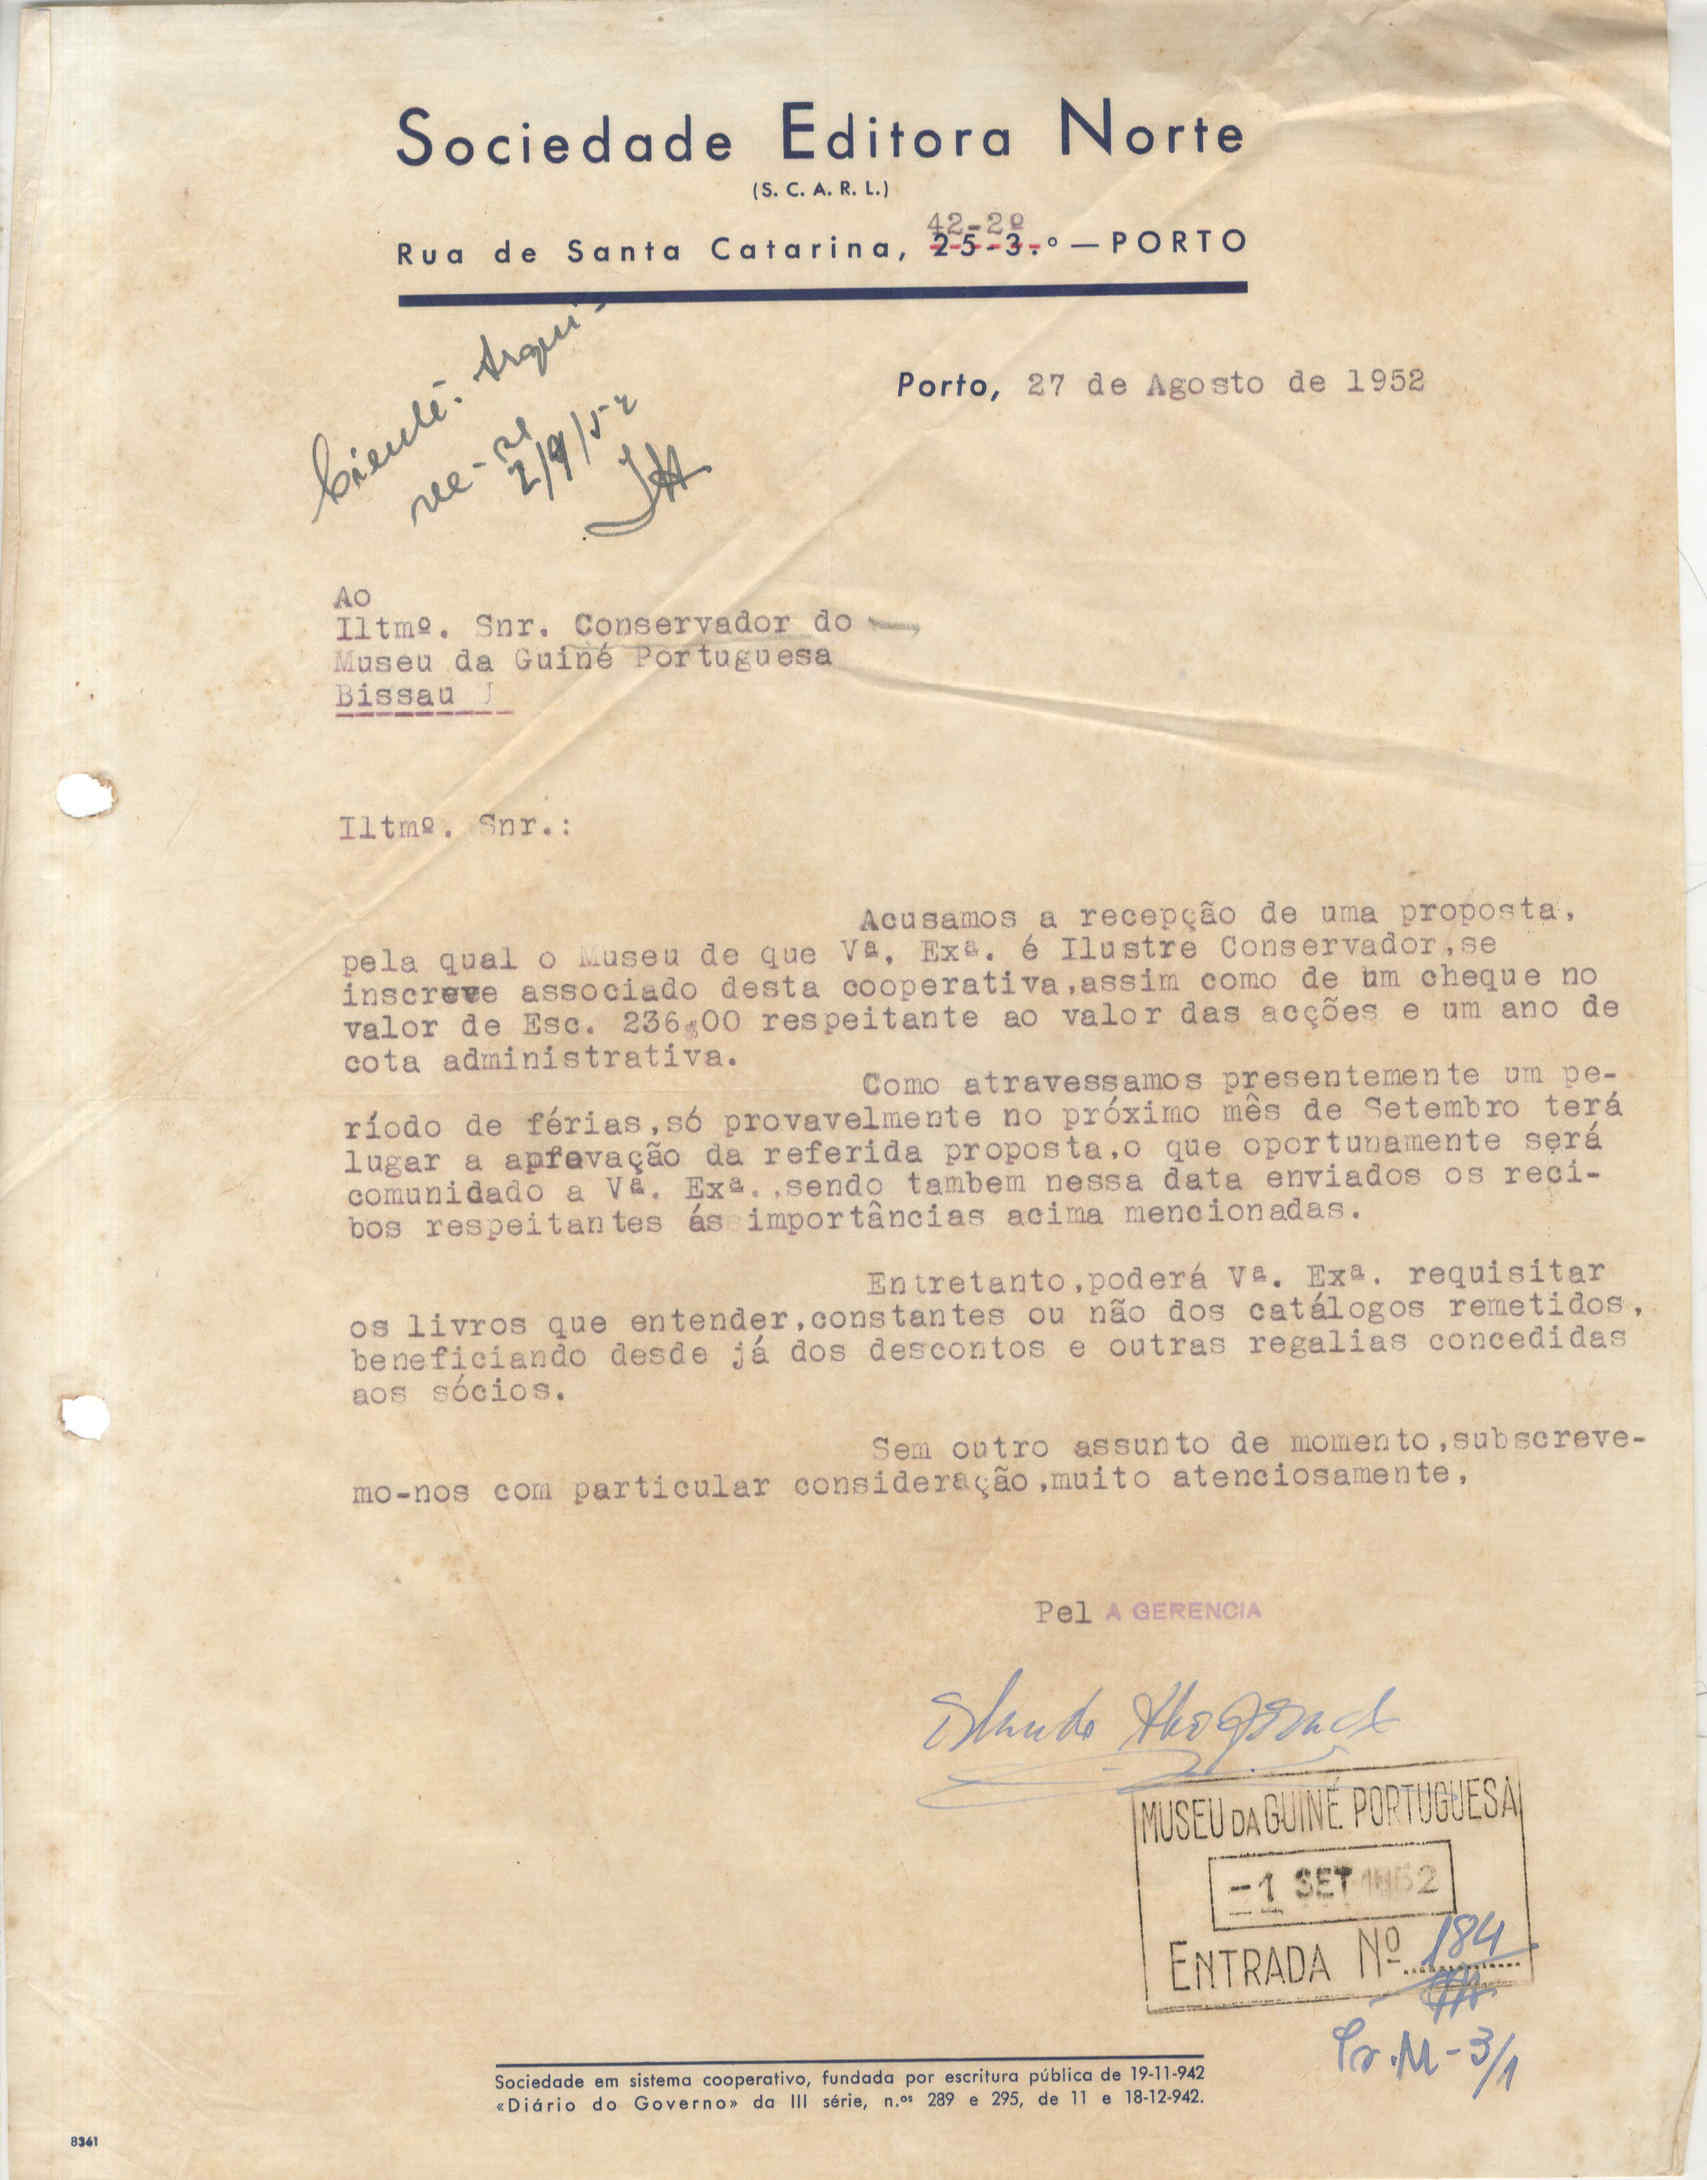 Sociedade Editora Norte
(S. C. A. R. L.)
42-2º
Rua de Santa Catarina, 25-3.º — PORTO
Ciente. Arqui-
ve-se
2/9/52
Porto, 27 de Agosto de 1952
Ao
Iltmº. Snr. Conservador do
Museu da Guiné Portuguesa
Bissau
Iltmº. Snr.:
Acusamos a recepção de uma proposta,
pela qual o Museu de que Vª. Exª. é Ilustre Conservador,se
inscreve associado desta cooperativa,assim como de um cheque no
valor de Esc. 236$00 respeitante ao valor das acções e um ano de
cota administrativa.
Como atravessamos presentemente um pe-
ríodo de férias,só provavelmente no próximo mês de Setembro terá
lugar a aprovação da referida proposta,o que oportunamente será
comunidado a Vª. Exª.,sendo tambem nessa data enviados os reci-
bos respeitantes ás importâncias acima mencionadas.
Entretanto,poderá Vª. Exª. requisitar
os livros que entender,constantes ou não dos catálogos remetidos,
beneficiando desde já dos descontos e outras regalias concedidas
aos sócios.
Sem outro assunto de momento,subscreve-
mo-nos com particular consideração,muito atenciosamente,
Pel A GERENCIA
MUSEU DA GUINÉ PORTUGUESA
-1 SET 1952
ENTRADA Nº 184
Pr. M-3/1
Sociedade em sistema cooperativo, fundada por escritura pública de 19-11-942
«Diário do Governo» da III série, n.os 289 e 295, de 11 e 18-12-942.
8361